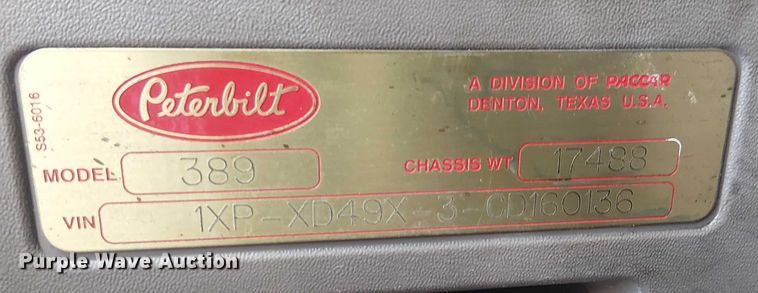 S53-6016
Peterbilt
A DIVISION OF PACCAR
DENTON, TEXAS U.S.A.
MODEL 389
CHASSIS WT 17488
VIN 1XP-XD49X-3-CD160136
Purple Wave Auction